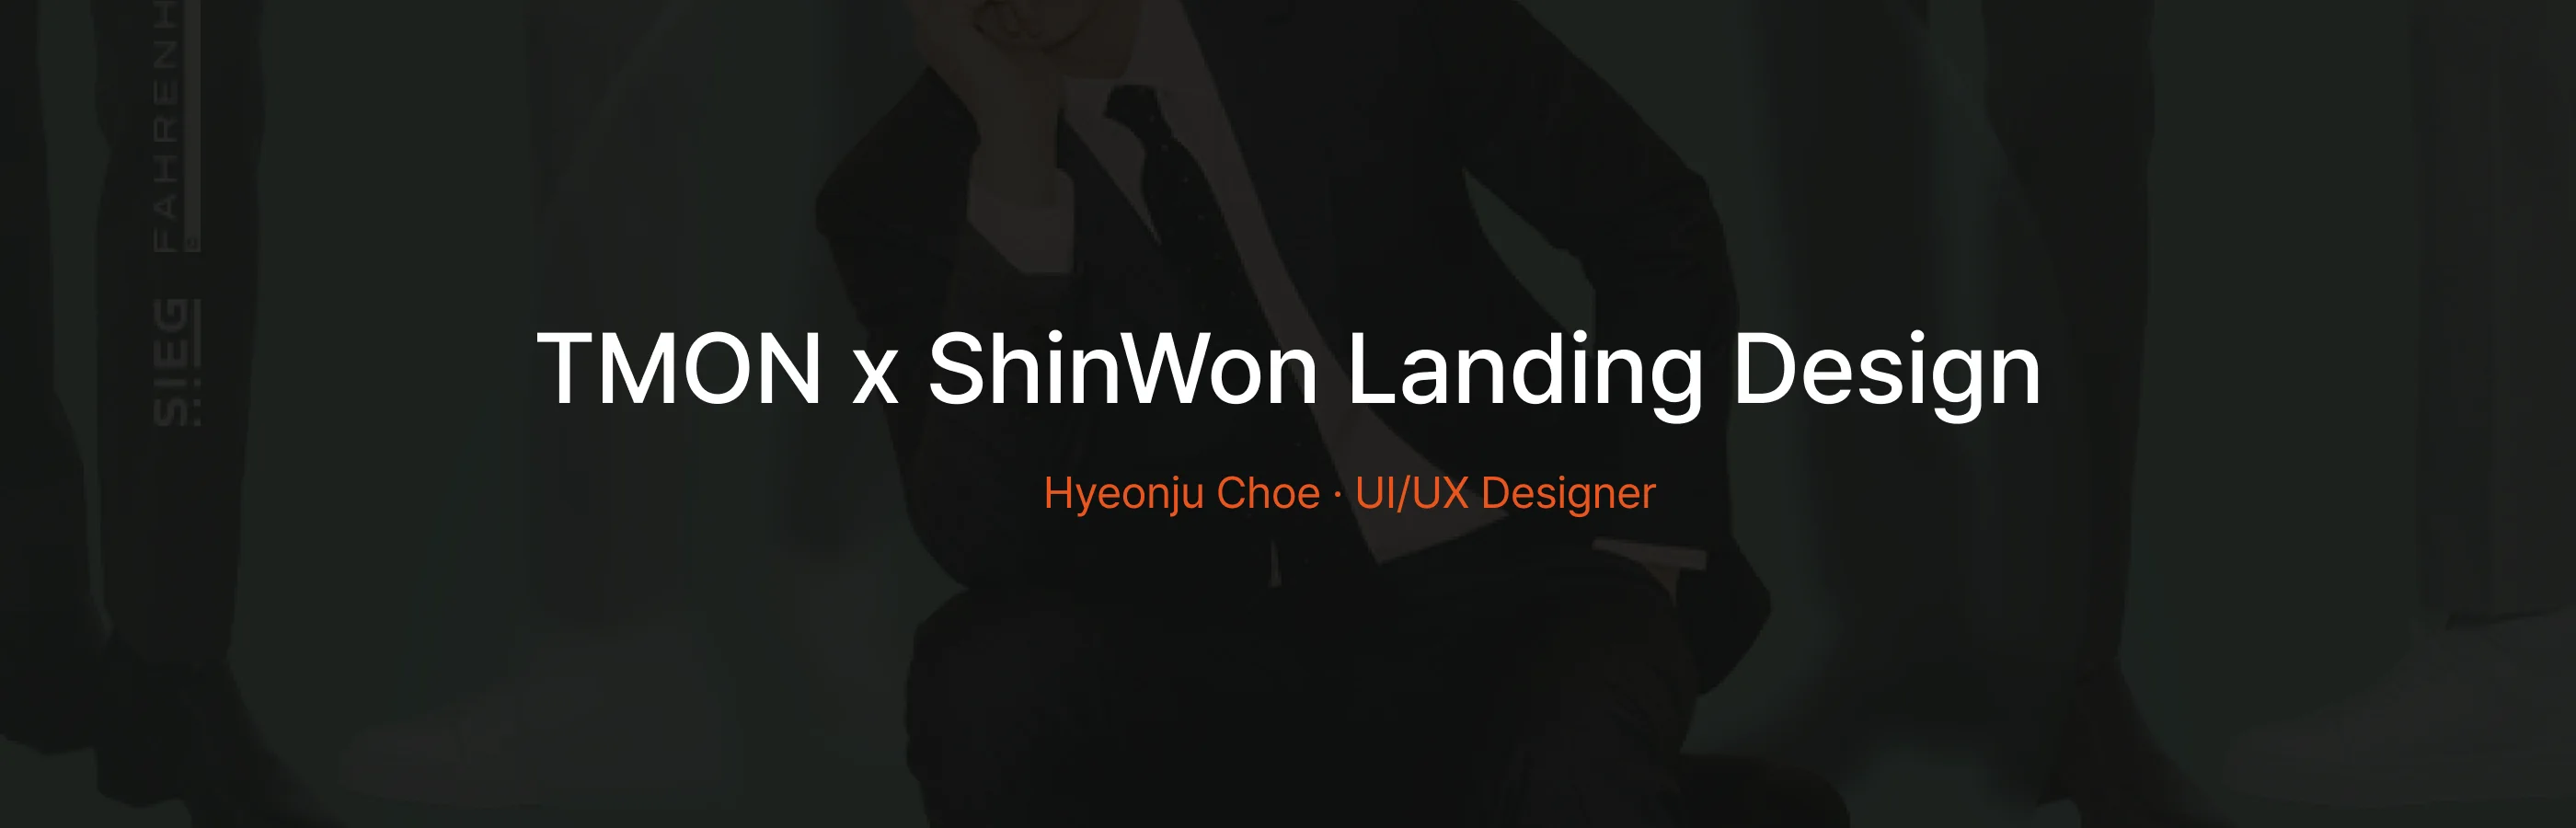 TMON x ShinWon Landing Design
Hyeonju Choe · UI/UX Designer
SIEG
FAHRENH